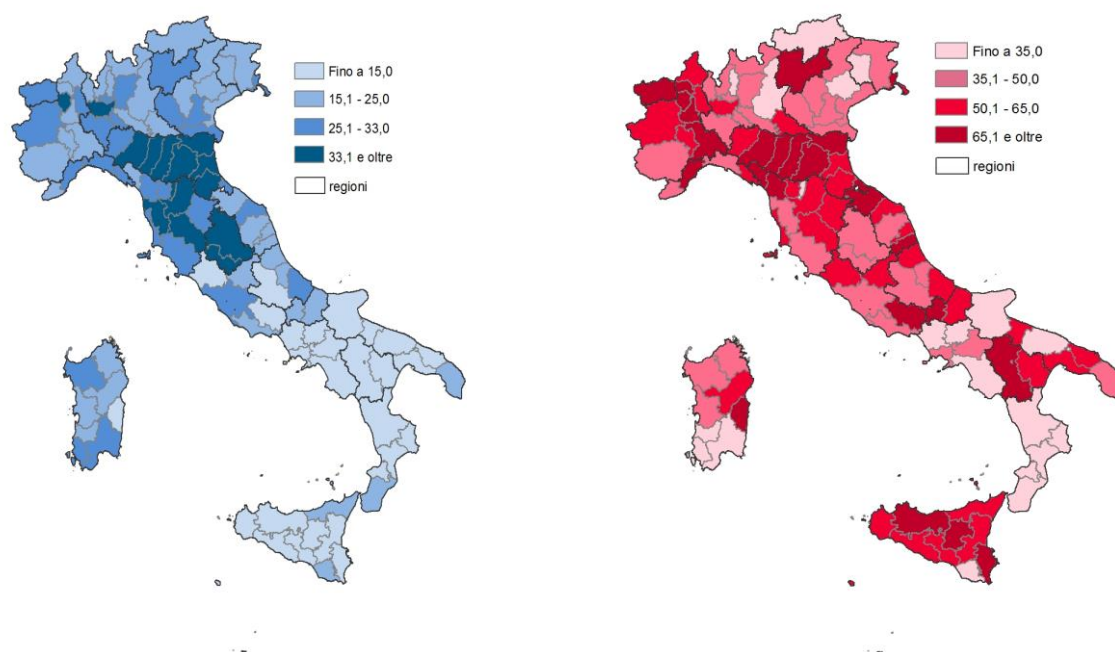 Fino a 15,0
15,1 - 25,0
25,1 - 33,0
33,1 e oltre
regioni
Fino a 35,0
35,1 - 50,0
50,1 - 65,0
65,1 e oltre
regioni